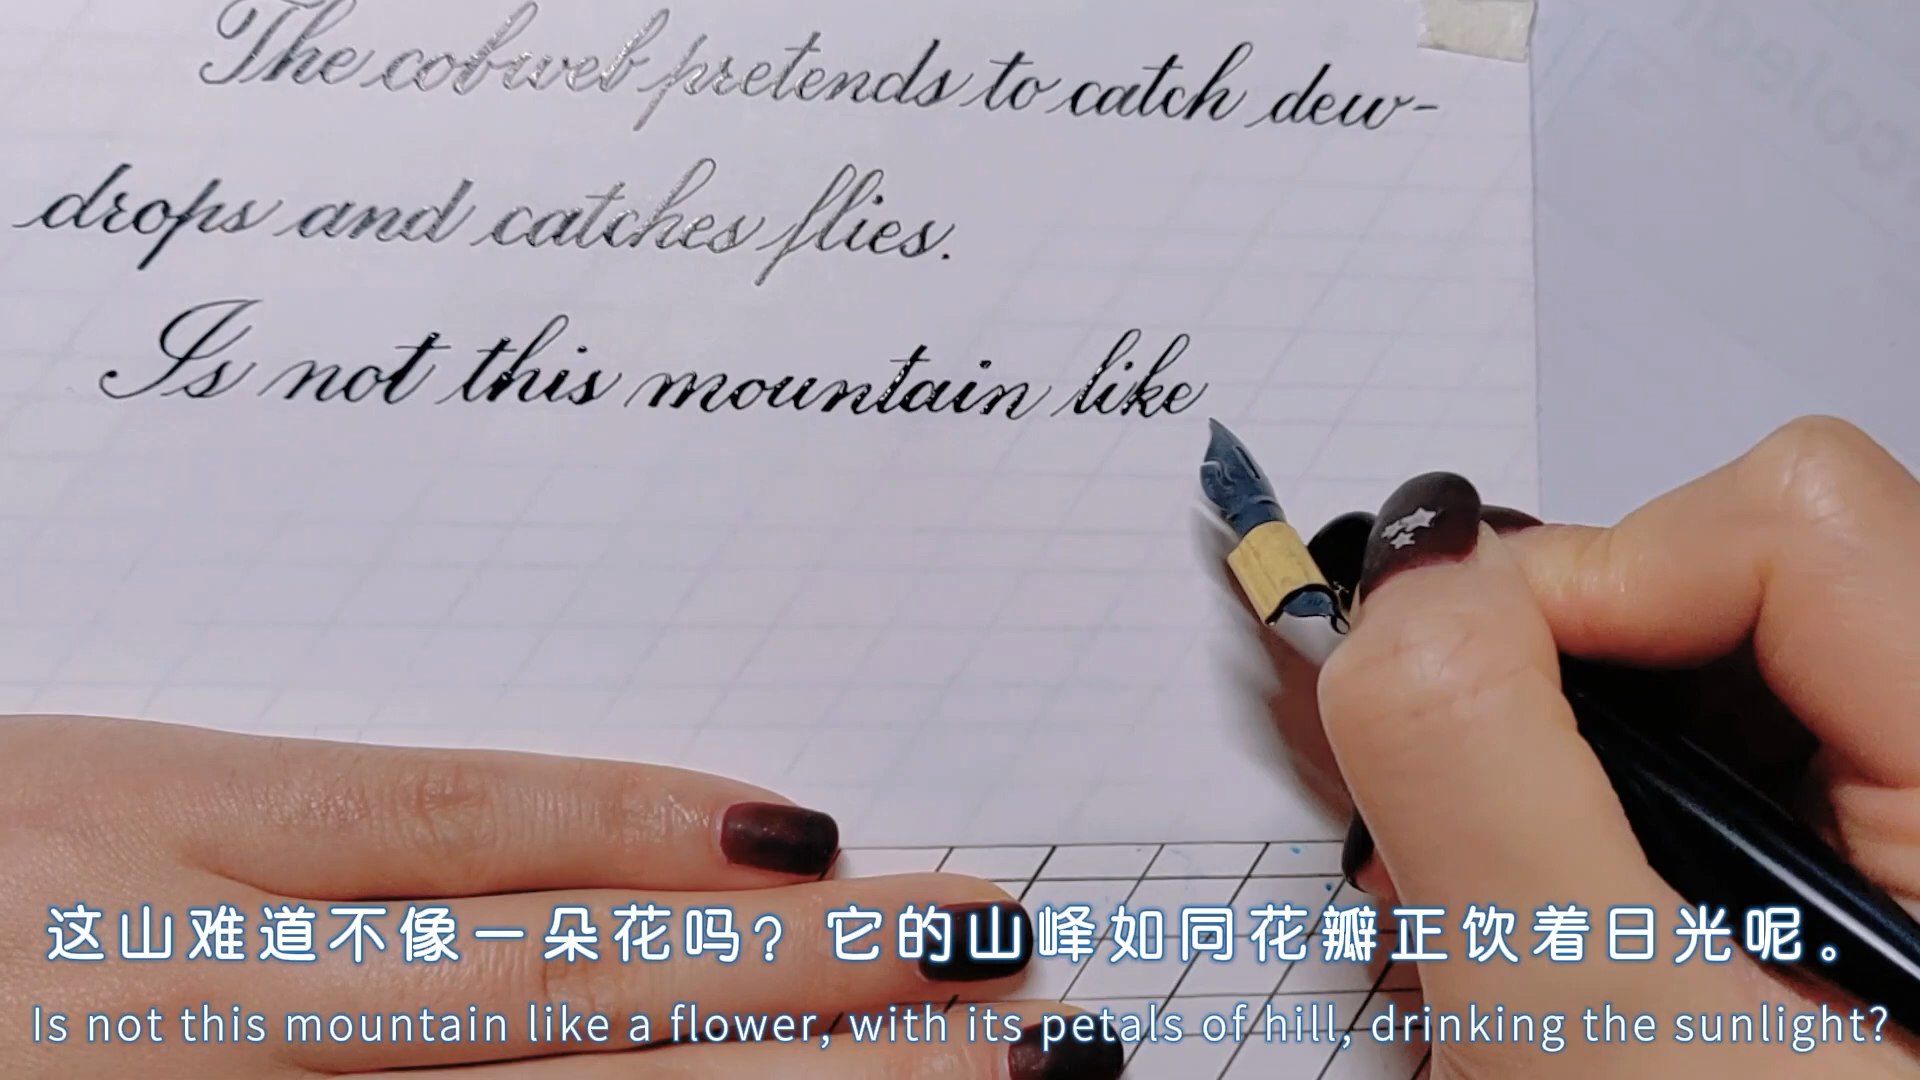 The cobweb pretends to catch dew-
drops and catches flies.
Is not this mountain like
这山难道不像一朵花吗？它的山峰如同花瓣正饮着日光呢。
Is not this mountain like a flower, with its petals of hill, drinking the sunlight?